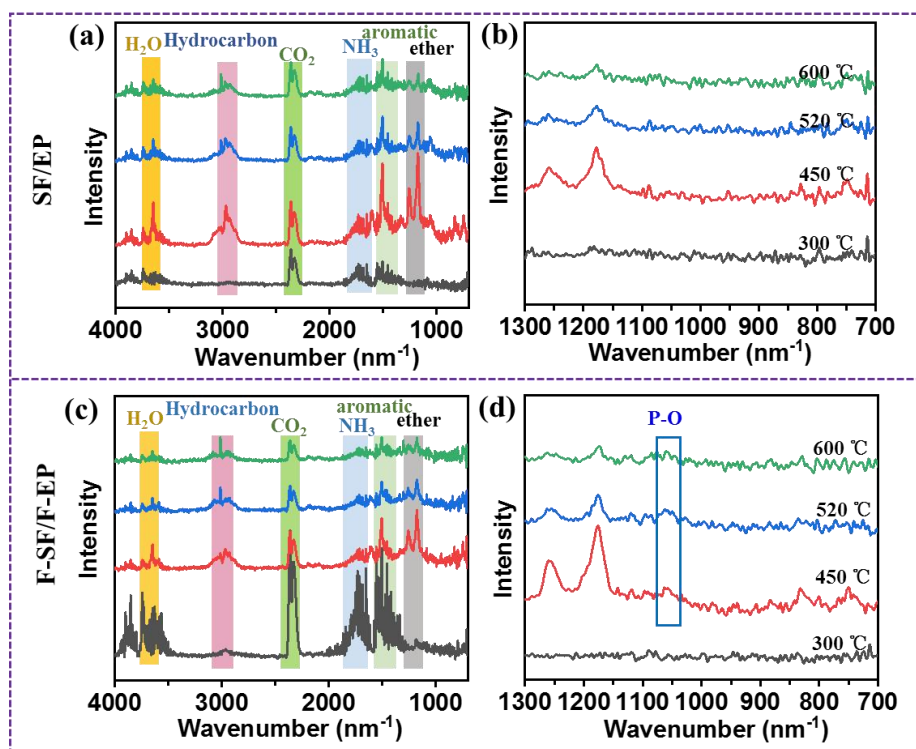 SF/EP
(a)
H₂O
Hydrocarbon
CO₂
NH₃
aromatic
ether
Intensity
4000 3000 2000 1000
Wavenumber (nm⁻¹)
(b)
600 ℃
520 ℃
450 ℃
300 ℃
Intensity
1300 1200 1100 1000 900 800 700
Wavenumber (nm⁻¹)
F-SF/F-EP
(c)
H₂O
Hydrocarbon
CO₂
aromatic
NH₃
ether
Intensity
4000 3000 2000 1000
Wavenumber (nm⁻¹)
(d)
P-O
600 ℃
520 ℃
450 ℃
300 ℃
Intensity
1300 1200 1100 1000 900 800 700
Wavenumber (nm⁻¹)